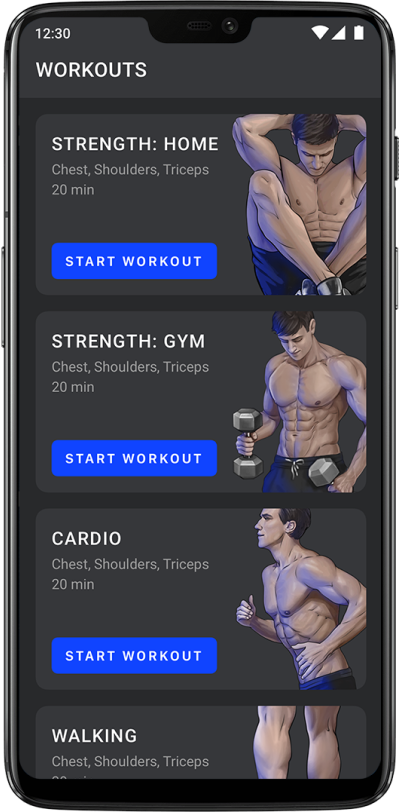 12:30
WORKOUTS
STRENGTH: HOME
Chest, Shoulders, Triceps
20 min
START WORKOUT
STRENGTH: GYM
Chest, Shoulders, Triceps
20 min
START WORKOUT
CARDIO
Chest, Shoulders, Triceps
20 min
START WORKOUT
WALKING
Chest, Shoulders, Triceps